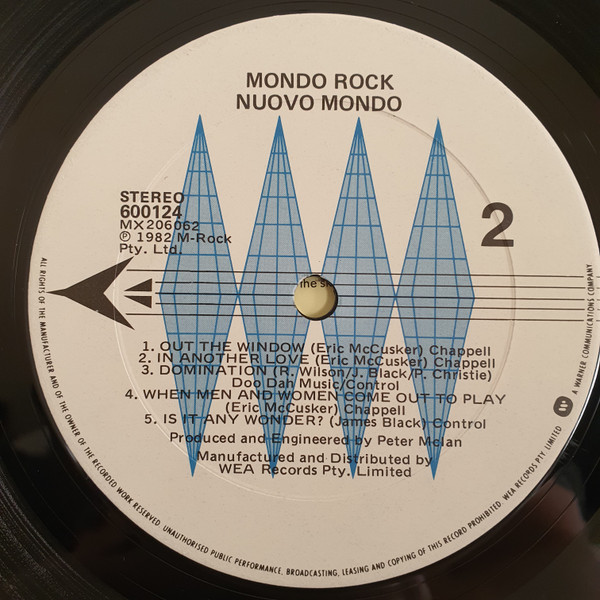 MONDO ROCK
NUOVO MONDO
STEREO
600124
MX206062
℗ 1982 M-Rock
Pty. Ltd.
2
1. OUT THE WINDOW (Eric McCusker) Chappell
2. IN ANOTHER LOVE (Eric McCusker) Chappell
3. DOMINATION (R. Wilson/J. Black/P. Christie)
Doo Dah Music/Control
4. WHEN MEN AND WOMEN COME OUT TO PLAY
(Eric McCusker) Chappell
5. IS IT ANY WONDER? (James Black) Control
Produced and Engineered by Peter Mclan
Manufactured and Distributed by
WEA Records Pty. Limited
ALL RIGHTS OF THE MANUFACTURER AND OF THE OWNER OF THE RECORDED WORK RESERVED. UNAUTHORISED PUBLIC PERFORMANCE, BROADCASTING, LEASING AND COPYING OF THIS RECORD PROHIBITED. WEA RECORDS PTY. LIMITED
A WARNER COMMUNICATIONS COMPANY